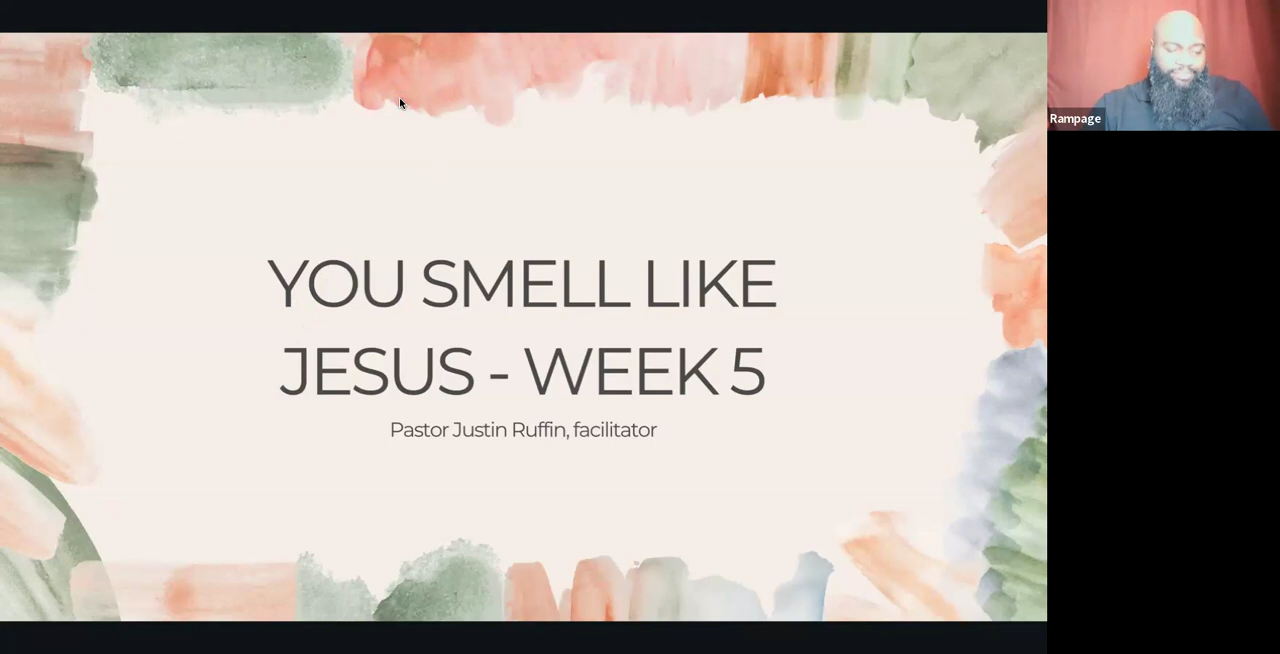 YOU SMELL LIKE
JESUS - WEEK 5
Pastor Justin Ruffin, facilitator
Rampage